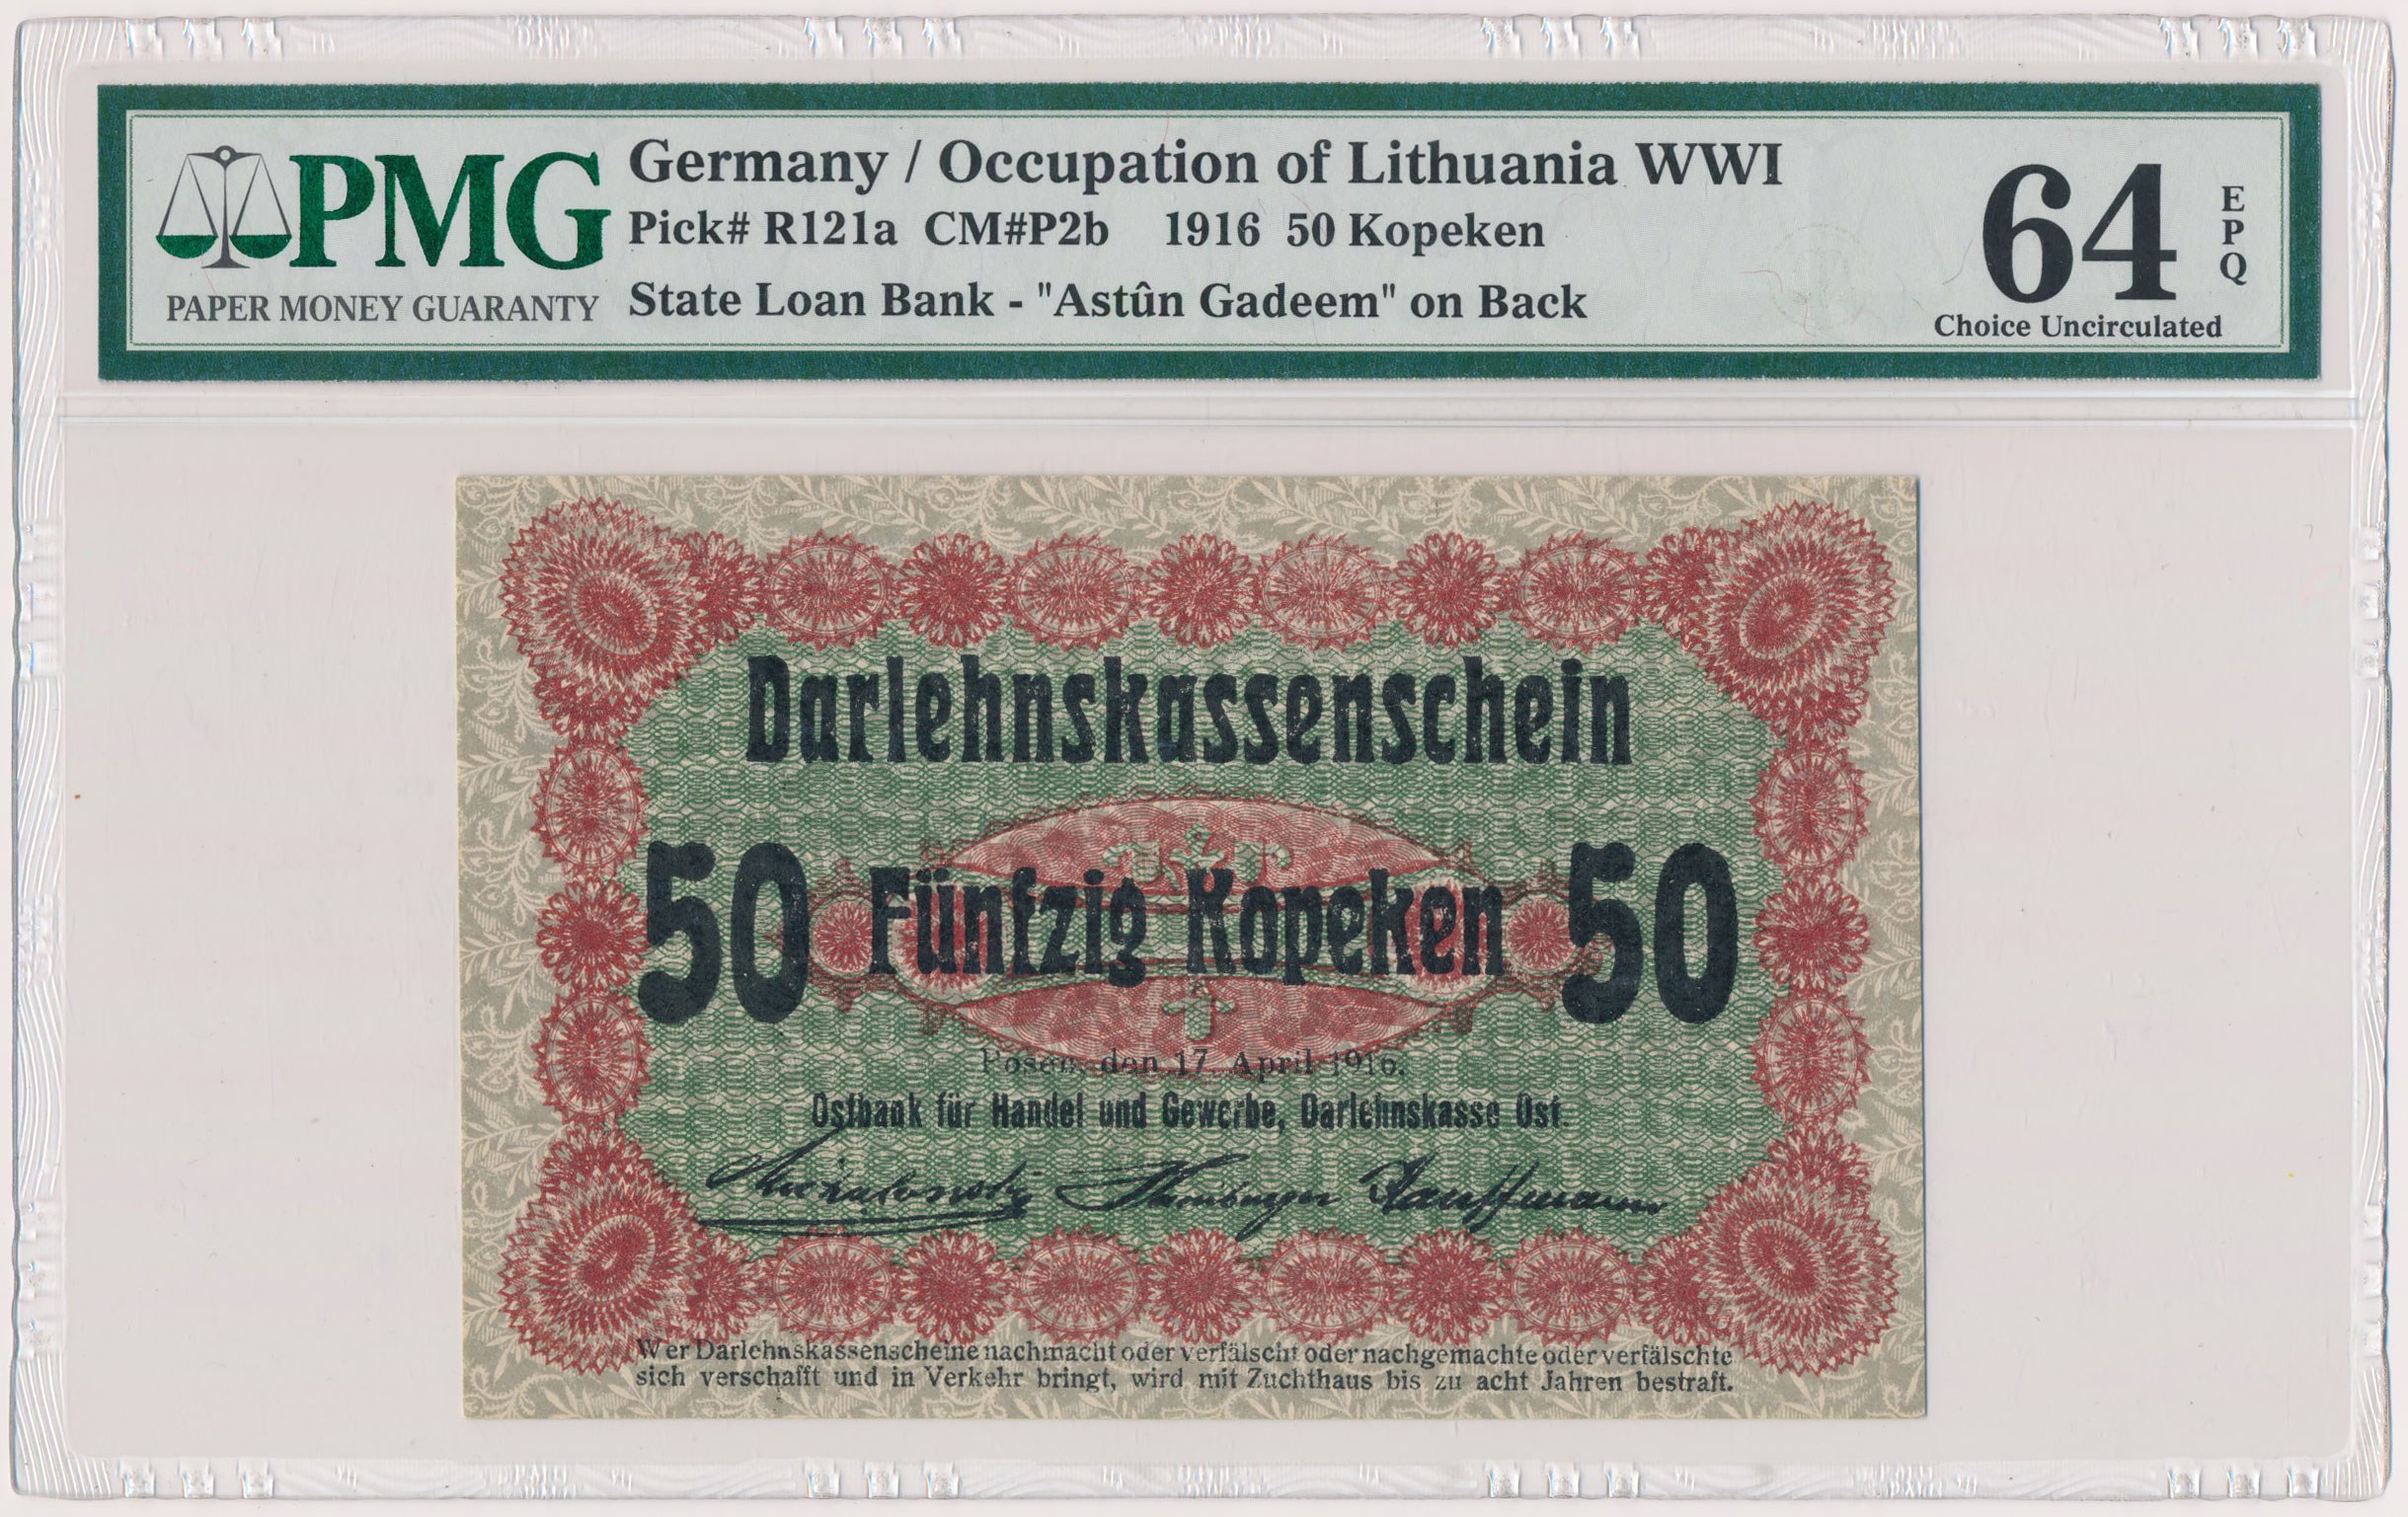 PMG
PAPER MONEY GUARANTY
Germany / Occupation of Lithuania WWI
Pick# R121a CM#P2b 1916 50 Kopeken
State Loan Bank - "Astûn Gadeem" on Back
64
EPQ
Choice Uncirculated
Darlehnskassenschein
50 Fünfzig Kopeken 50
Posen, den 17. April 1916.
Ostbank für Handel und Gewerbe, Darlehnskasse Ost.
Kauffmann
Wer Darlehnskassenscheine nachmacht oder verfälscht oder nachgemachte oder verfälschte
sich verschafft und in Verkehr bringt, wird mit Zuchthaus bis zu acht Jahren bestraft.